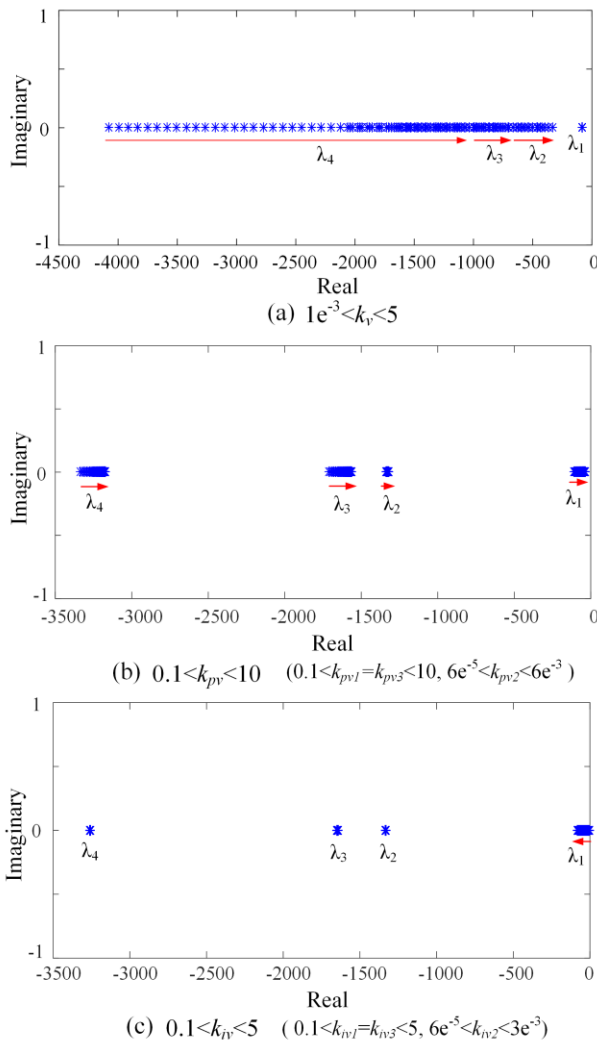 1
Imaginary
0
λ4
λ3
λ2
λ1
-1
-4500 -4000 -3500 -3000 -2500 -2000 -1500 -1000 -500 0
Real
(a) 1e⁻³<kv<5
1
Imaginary
0
λ4
λ3
λ2
λ1
-1
-3500 -3000 -2500 -2000 -1500 -1000 -500 0
Real
(b) 0.1<kpv<10 (0.1<kpv1=kpv3<10, 6e⁻⁵<kpv2<6e⁻³ )
1
Imaginary
0
λ4
λ3
λ2
λ1
-1
-3500 -3000 -2500 -2000 -1500 -1000 -500 0
Real
(c) 0.1<kiv<5 ( 0.1<kiv1=kiv3<5, 6e⁻⁵<kiv2<3e⁻³)